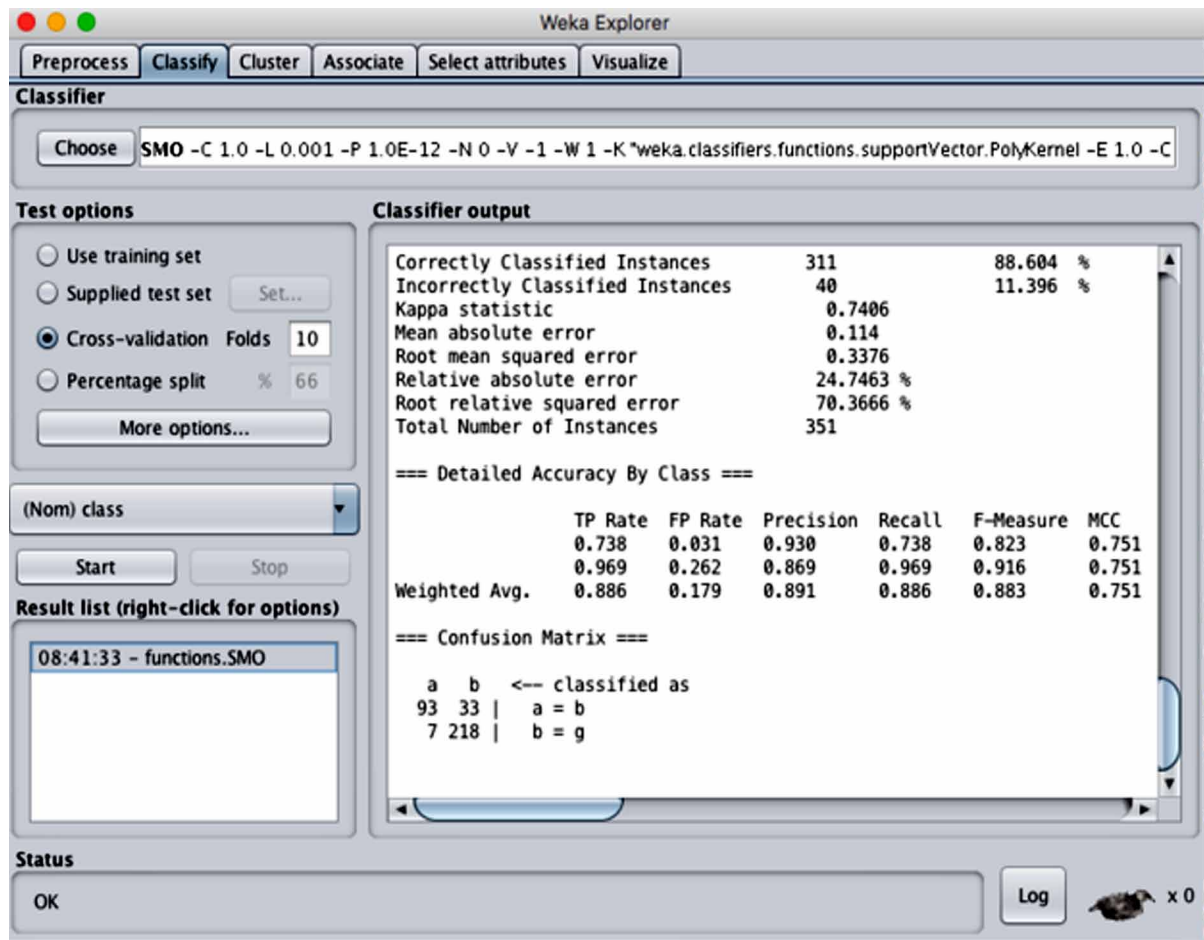 Weka Explorer
Preprocess Classify Cluster Associate Select attributes Visualize
Classifier
Choose SMO -C 1.0 -L 0.001 -P 1.0E-12 -N 0 -V -1 -W 1 -K "weka.classifiers.functions.supportVector.PolyKernel -E 1.0 -C
Test options
Use training set
Supplied test set Set...
Cross-validation Folds 10
Percentage split % 66
More options...
(Nom) class
Start Stop
Result list (right-click for options)
08:41:33 - functions.SMO
Classifier output
Correctly Classified Instances 311 88.604 %
Incorrectly Classified Instances 40 11.396 %
Kappa statistic 0.7406
Mean absolute error 0.114
Root mean squared error 0.3376
Relative absolute error 24.7463 %
Root relative squared error 70.3666 %
Total Number of Instances 351
=== Detailed Accuracy By Class ===
TP Rate FP Rate Precision Recall F-Measure MCC
0.738 0.031 0.930 0.738 0.823 0.751
0.969 0.262 0.869 0.969 0.916 0.751
Weighted Avg. 0.886 0.179 0.891 0.886 0.883 0.751
=== Confusion Matrix ===
a b <-- classified as
93 33 | a = b
7 218 | b = g
Status
OK
Log x 0